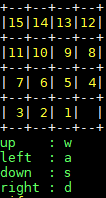 +--+--+--+--+
|15|14|13|12|
+--+--+--+--+
|11|10| 9| 8|
+--+--+--+--+
| 7| 6| 5| 4|
+--+--+--+--+
| 3| 2| 1|  |
+--+--+--+--+
up    : w
left  : a
down  : s
right : d